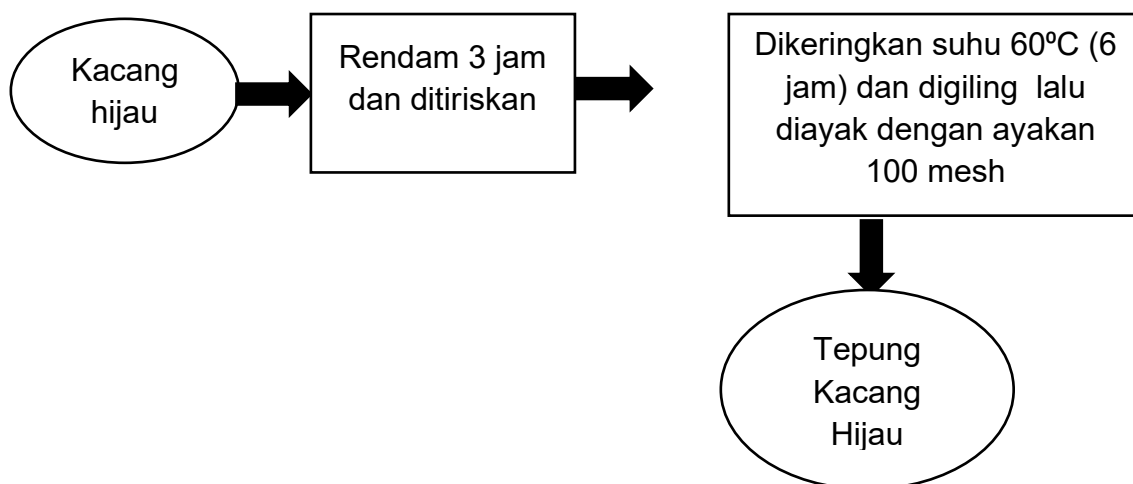 Kacang
hijau
Rendam 3 jam
dan ditiriskan
Dikeringkan suhu 60ºC (6
jam) dan digiling  lalu
diayak dengan ayakan
100 mesh
Tepung
Kacang
Hijau